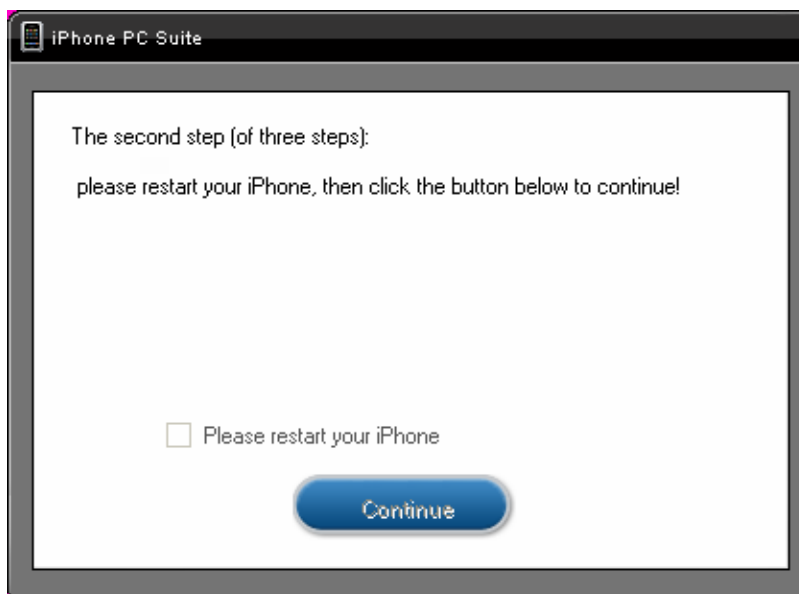 iPhone PC Suite
The second step (of three steps):
please restart your iPhone, then click the button below to continue!
Please restart your iPhone
Continue